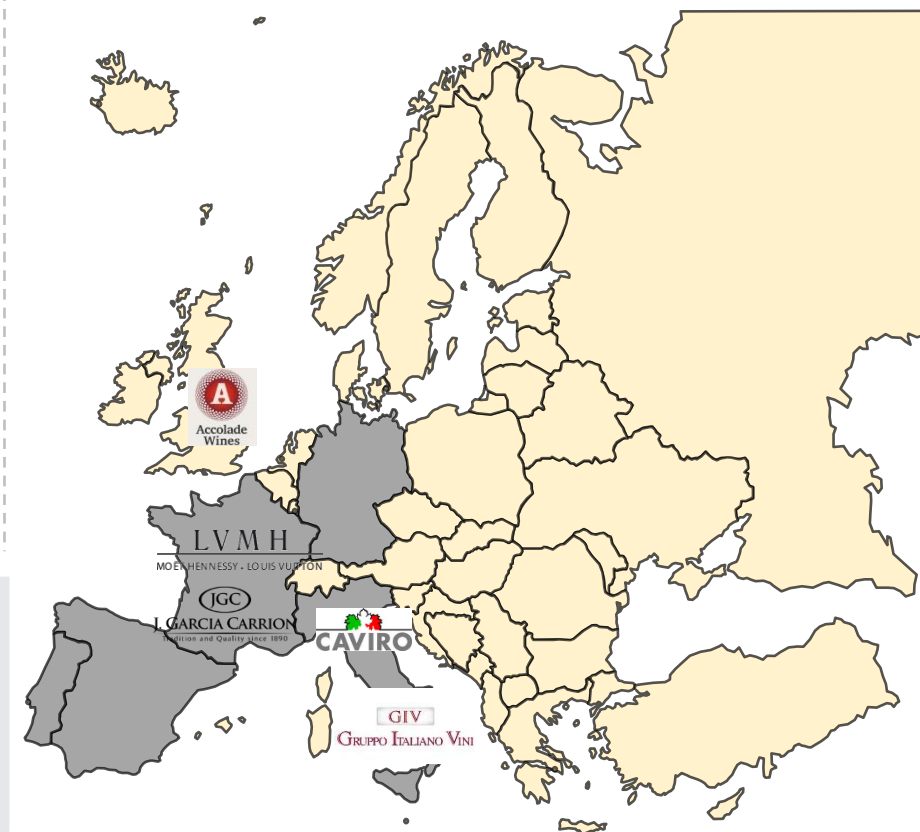 A
Accolade
Wines
LVMH
MOËT HENNESSY • LOUIS VUITTON
JGC
J. GARCIA CARRION
Tradition and Quality since 1890
CAVIRO
GIV
GRUPPO ITALIANO VINI